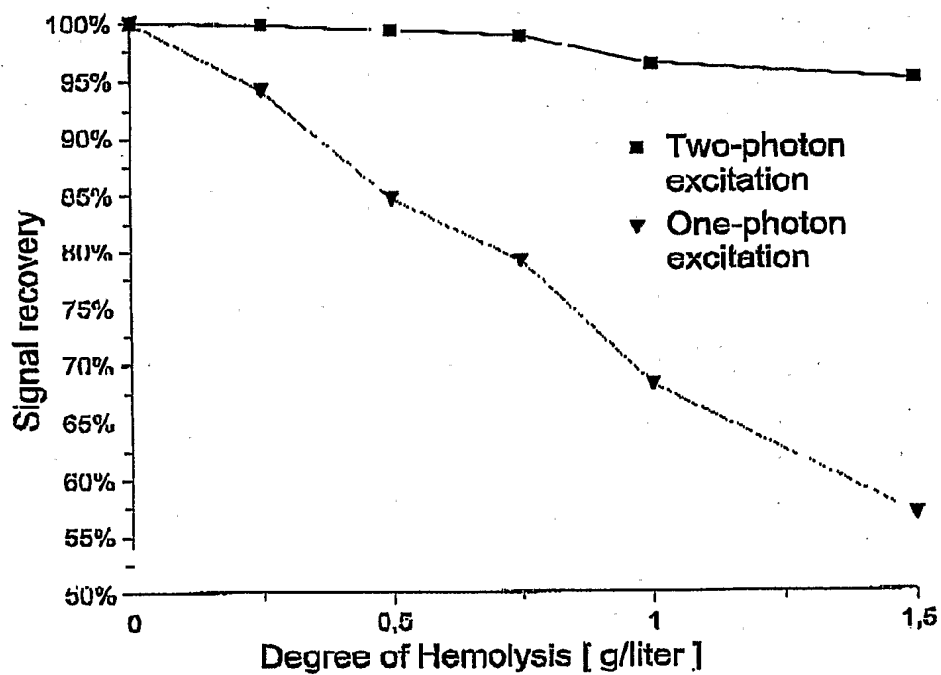 100%
95%
90%
85%
80%
75%
70%
65%
60%
55%
50%
Signal recovery
Two-photon
excitation
One-photon
excitation
0
0,5
1
1,5
Degree of Hemolysis [ g/liter ]